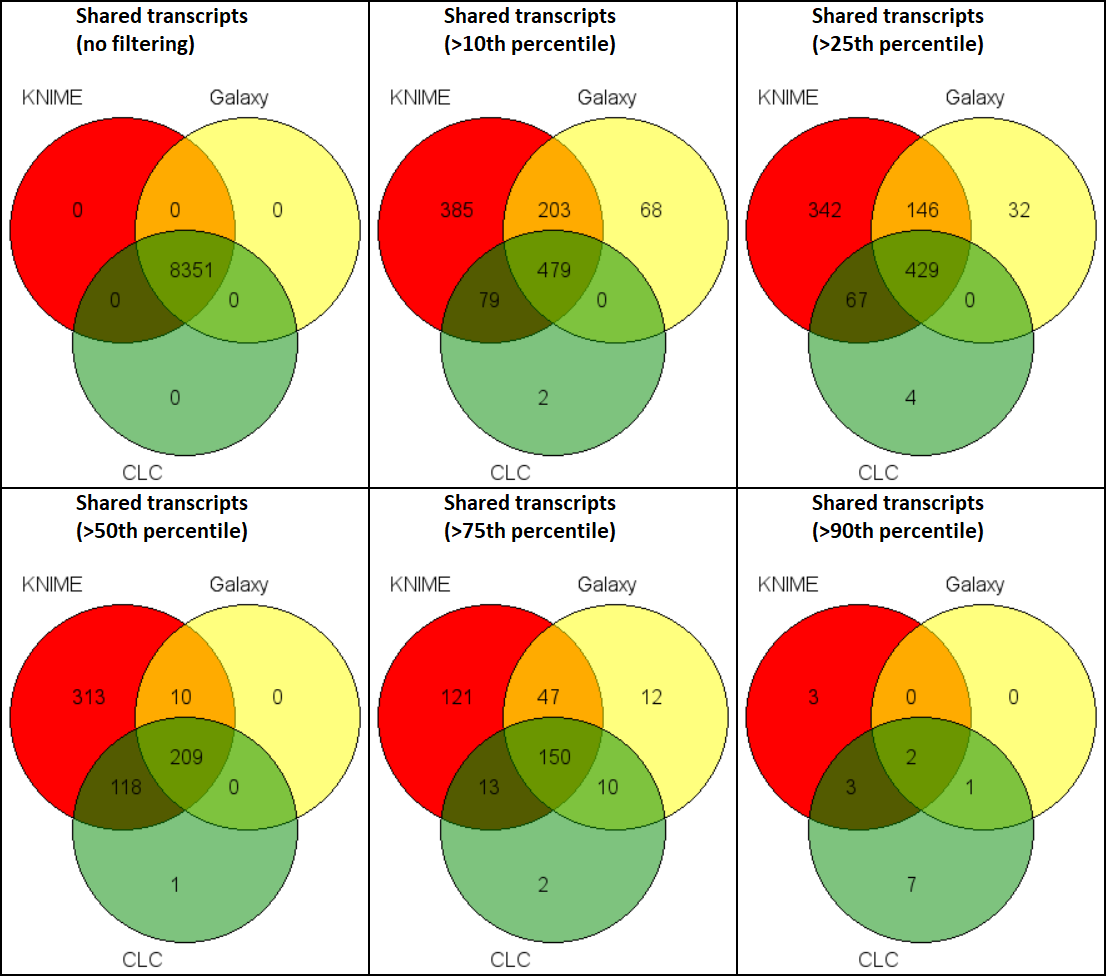 Shared transcripts
(no filtering)
KNIME
Galaxy
0
0
0
8351
0
0
0
CLC
Shared transcripts
(>10th percentile)
KNIME
Galaxy
385
203
68
479
79
0
2
CLC
Shared transcripts
(>25th percentile)
KNIME
Galaxy
342
146
32
429
67
0
4
CLC
Shared transcripts
(>50th percentile)
KNIME
Galaxy
313
10
0
209
118
0
1
CLC
Shared transcripts
(>75th percentile)
KNIME
Galaxy
121
47
12
150
13
10
2
CLC
Shared transcripts
(>90th percentile)
KNIME
Galaxy
3
0
0
2
3
1
7
CLC